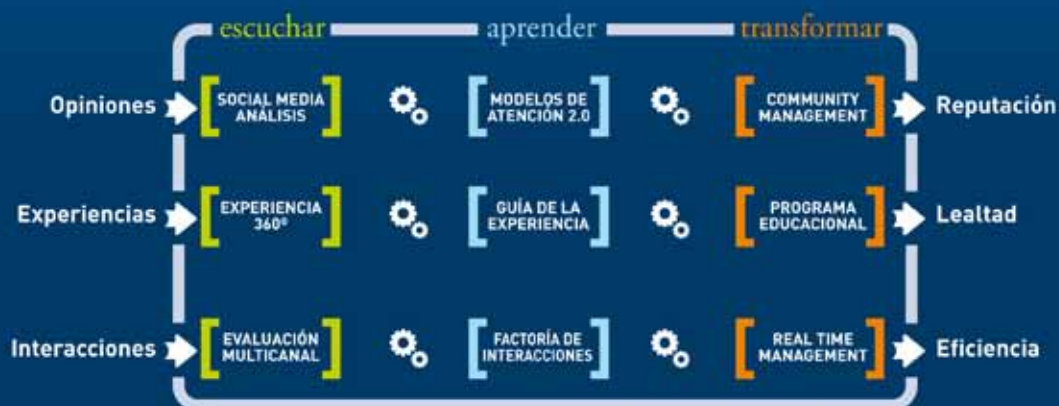 escuchar aprender transformar
Opiniones
SOCIAL MEDIA
ANÁLISIS
MODELOS DE
ATENCIÓN 2.0
COMMUNITY
MANAGEMENT
Reputación
Experiencias
EXPERIENCIA
360º
GUÍA DE LA
EXPERIENCIA
PROGRAMA
EDUCACIONAL
Lealtad
Interacciones
EVALUACIÓN
MULTICANAL
FACTORÍA DE
INTERACCIONES
REAL TIME
MANAGEMENT
Eficiencia